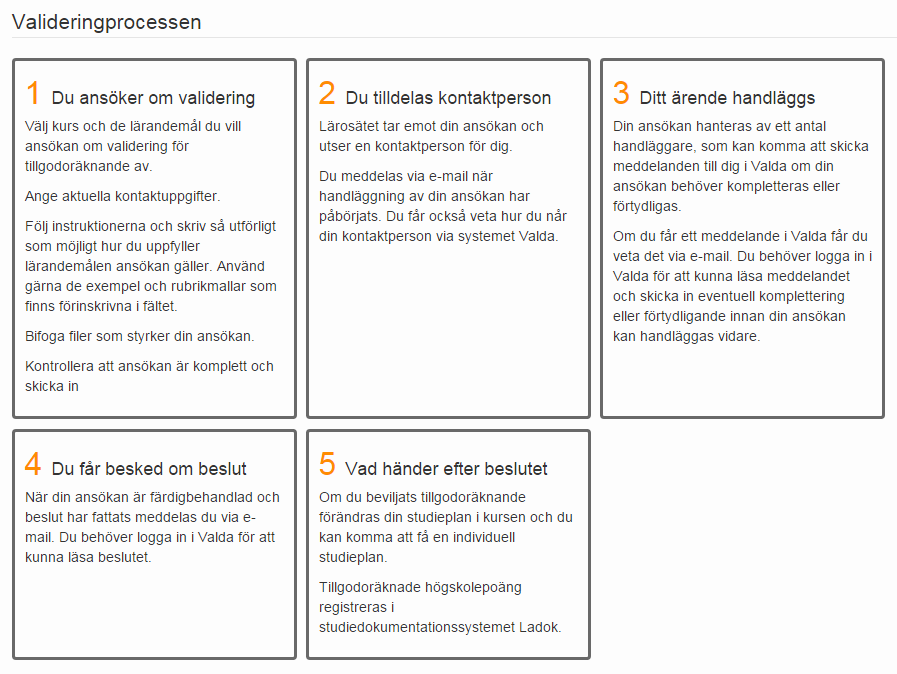 Valideringprocessen
1 Du ansöker om validering
Välj kurs och de lärandemål du vill
ansökan om validering för
tillgodoräknande av.
Ange aktuella kontaktuppgifter.
Följ instruktionerna och skriv så utförligt
som möjligt hur du uppfyller
lärandemålen ansökan gäller. Använd
gärna de exempel och rubrikmallar som
finns förinskrivna i fältet.
Bifoga filer som styrker din ansökan.
Kontrollera att ansökan är komplett och
skicka in
2 Du tilldelas kontaktperson
Lärosätet tar emot din ansökan och
utser en kontaktperson för dig.
Du meddelas via e-mail när
handläggning av din ansökan har
påbörjats. Du får också veta hur du når
din kontaktperson via systemet Valda.
3 Ditt ärende handläggs
Din ansökan hanteras av ett antal
handläggare, som kan komma att skicka
meddelanden till dig i Valda om din
ansökan behöver kompletteras eller
förtydligas.
Om du får ett meddelande i Valda får du
veta det via e-mail. Du behöver logga in i
Valda för att kunna läsa meddelandet
och skicka in eventuell komplettering
eller förtydligande innan din ansökan
kan handläggas vidare.
4 Du får besked om beslut
När din ansökan är färdigbehandlad och
beslut har fattats meddelas du via e-
mail. Du behöver logga in i Valda för att
kunna läsa beslutet.
5 Vad händer efter beslutet
Om du beviljats tillgodoräknande
förändras din studieplan i kursen och du
kan komma att få en individuell
studieplan.
Tillgodoräknade högskolepoäng
registreras i
studiedokumentationssystemet Ladok.